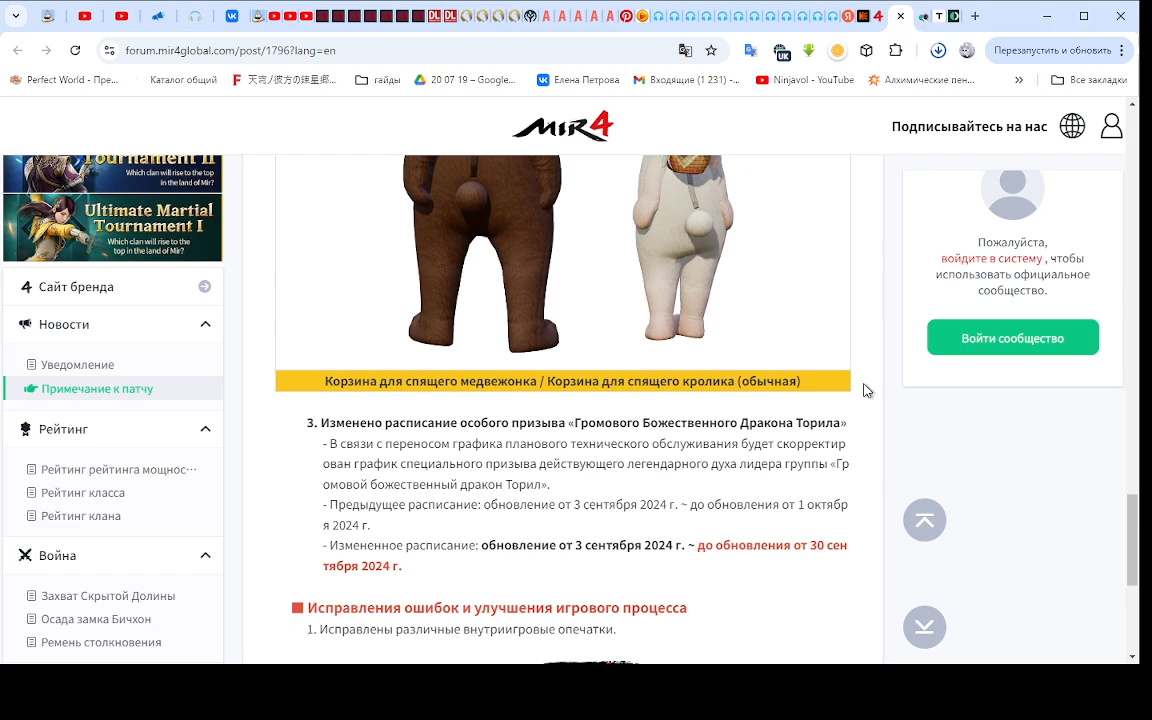 Перезапустить и обновить
forum.mir4global.com/post/1796?lang=en
Perfect World - Пре...
Каталог общий
天穹ノ彼方の錬星郷...
гайды
20 07 19 – Google...
Елена Петрова
Входящие (1 231) -...
Ninjavol - YouTube
Алхимические пен...
»
Все закладки
MIR4
Подписывайтесь на нас
Tournament II
Which clan will rise to the top
in the land of Mir?
Ultimate Martial
Tournament I
Which clan will rise to the
top in the land of Mir?
Сайт бренда
Новости
Уведомление
Примечание к патчу
Рейтинг
Рейтинг рейтинга мощнос···
Рейтинг класса
Рейтинг клана
Война
Захват Скрытой Долины
Осада замка Бичхон
Ремень столкновения
Корзина для спящего медвежонка / Корзина для спящего кролика (обычная)
3. Изменено расписание особого призыва «Громового Божественного Дракона Торила»
- В связи с переносом графика планового технического обслуживания будет скорректир
ован график специального призыва действующего легендарного духа лидера группы «Гр
омовой божественный дракон Торил».
- Предыдущее расписание: обновление от 3 сентября 2024 г. ~ до обновления от 1 октябр
я 2024 г.
- Измененное расписание: обновление от 3 сентября 2024 г. ~ до обновления от 30 сен
тября 2024 г.
Исправления ошибок и улучшения игрового процесса
1. Исправлены различные внутриигровые опечатки.
Пожалуйста,
войдите в систему , чтобы
использовать официальное
сообщество.
Войти сообщество